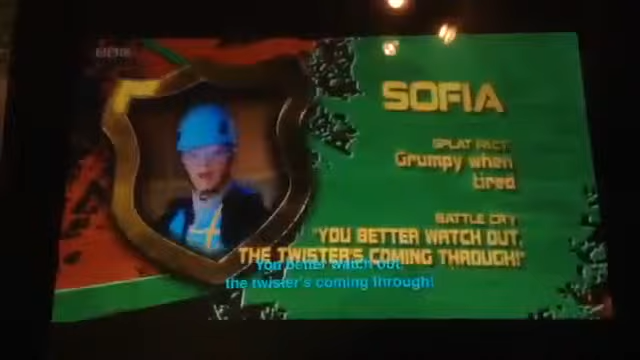 BBC
SOFIA
SPLAT FACT:
Grumpy when
tired
BATTLE CRY:
"YOU BETTER WATCH OUT,
THE TWISTER'S COMING THROUGH!"
You better watch out,
the twister's coming through!